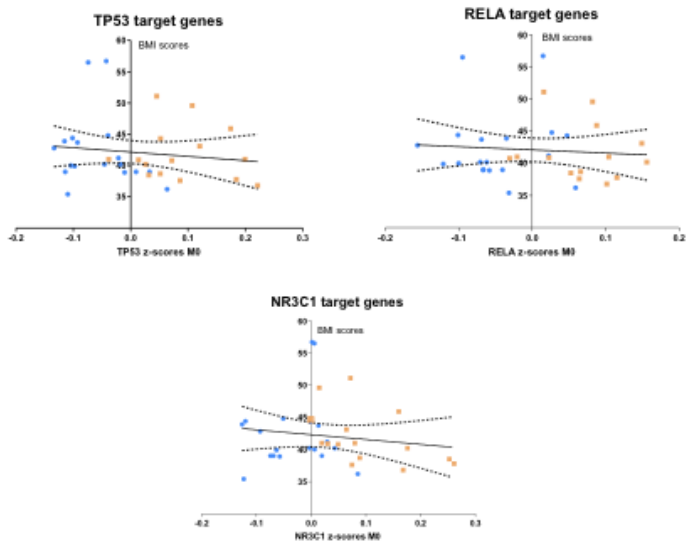 TP53 target genes
BMI scores
60
55
50
45
40
35
-0.2 -0.1 0.0 0.1 0.2 0.3
TP53 z-scores M0
RELA target genes
BMI scores
60
55
50
45
40
35
-0.2 -0.1 0.0 0.1 0.2
RELA z-scores M0
NR3C1 target genes
BMI scores
60
55
50
45
40
35
-0.2 -0.1 0.0 0.1 0.2 0.3
NR3C1 z-scores M0